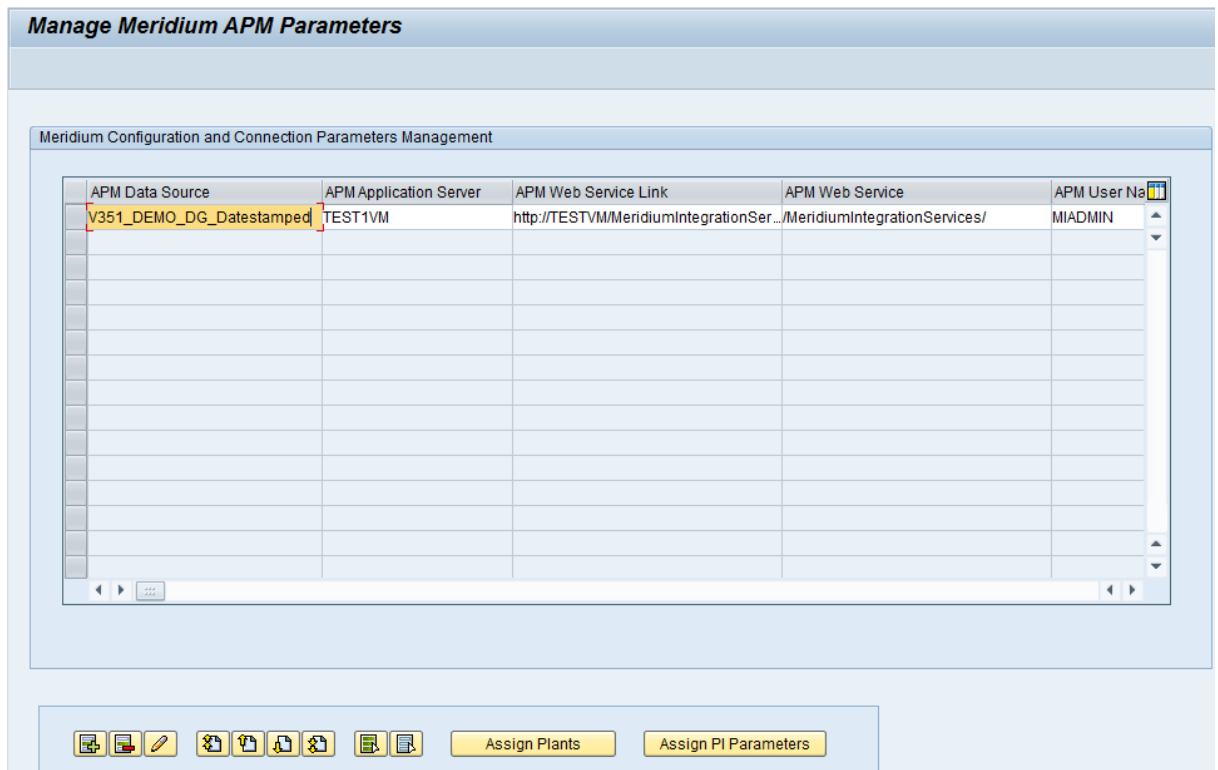 Manage Meridium APM Parameters
Meridium Configuration and Connection Parameters Management
APM Data Source APM Application Server APM Web Service Link APM Web Service APM User Na
V351_DEMO_DG_Datestamped TEST1VM http://TESTVM/MeridiumIntegrationSer... /MeridiumIntegrationServices/ MIADMIN
Assign Plants Assign PI Parameters